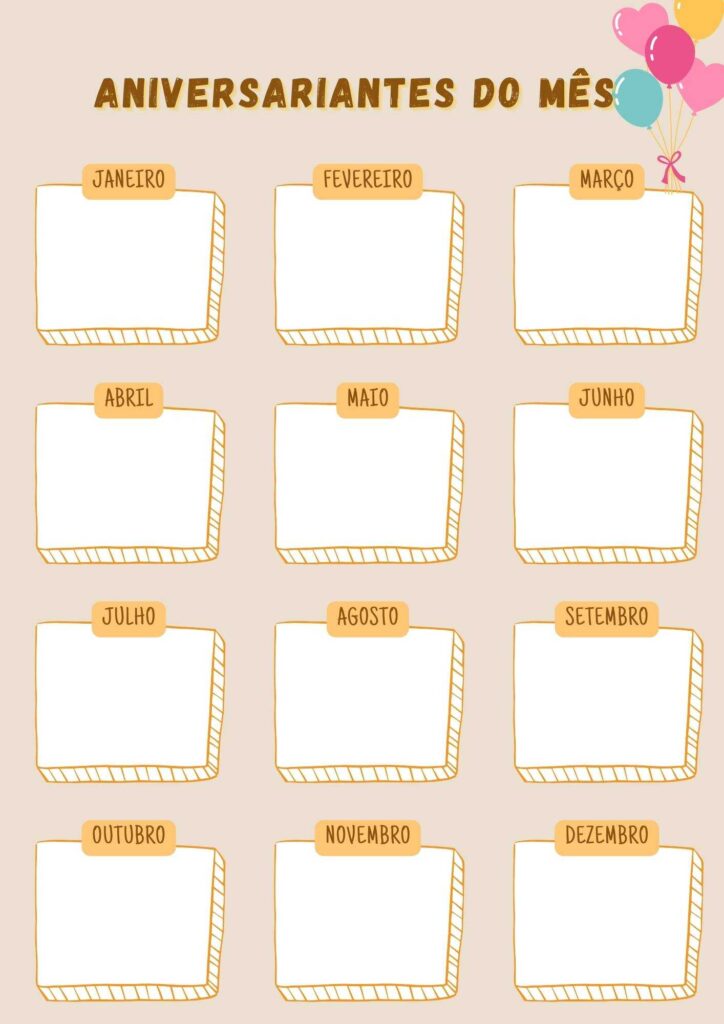 ANIVERSARIANTES DO MÊS
JANEIRO
FEVEREIRO
MARÇO
ABRIL
MAIO
JUNHO
JULHO
AGOSTO
SETEMBRO
OUTUBRO
NOVEMBRO
DEZEMBRO